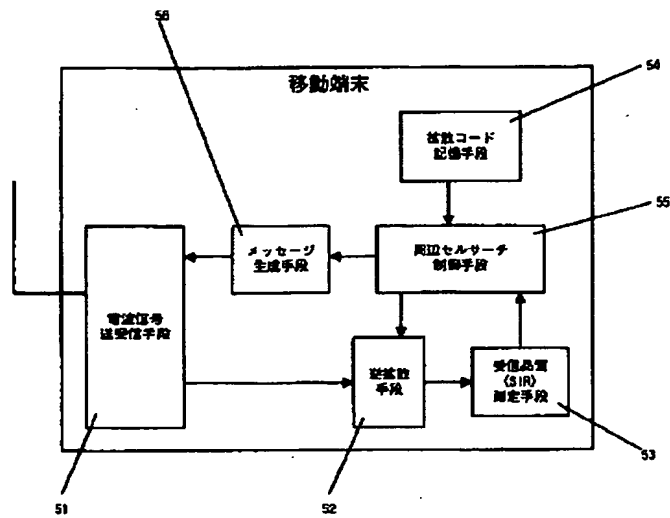 56
移動端末
54
拡散コード
記憶手段
55
メッセージ
生成手段
周辺セルサーチ
制御手段
電波信号
送受信手段
逆拡散
手段
受信品質
(SIR)
測定手段
51
52
53